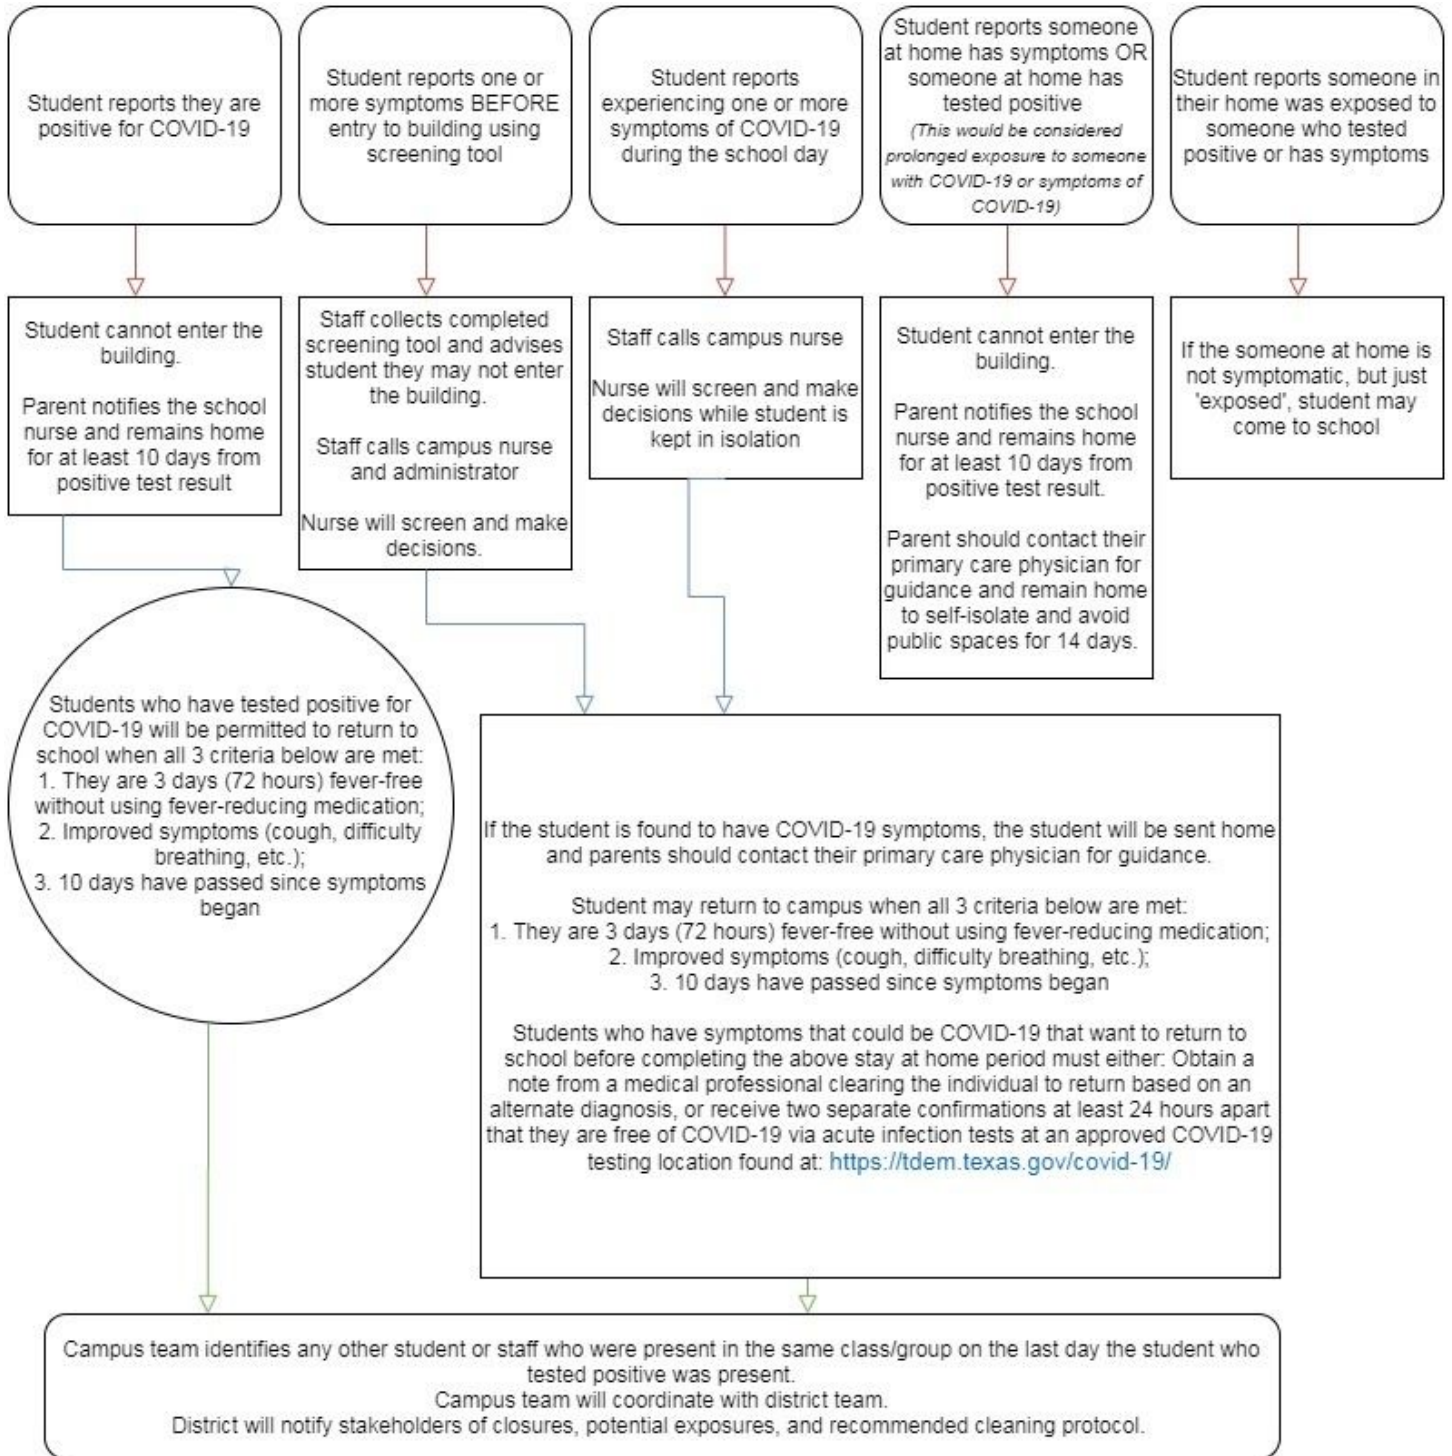 Student reports they are
positive for COVID-19
Student reports one or
more symptoms BEFORE
entry to building using
screening tool
Student reports
experiencing one or more
symptoms of COVID-19
during the school day
Student reports someone
at home has symptoms OR
someone at home has
tested positive
(This would be considered
prolonged exposure to someone
with COVID-19 or symptoms of
COVID-19)
Student reports someone in
their home was exposed to
someone who tested
positive or has symptoms
Student cannot enter the
building.
Parent notifies the school
nurse and remains home
for at least 10 days from
positive test result
Staff collects completed
screening tool and advises
student they may not enter
the building.
Staff calls campus nurse
and administrator
Nurse will screen and make
decisions.
Staff calls campus nurse
Nurse will screen and make
decisions while student is
kept in isolation
Student cannot enter the
building.
Parent notifies the school
nurse and remains home
for at least 10 days from
positive test result.
Parent should contact their
primary care physician for
guidance and remain home
to self-isolate and avoid
public spaces for 14 days.
If the someone at home is
not symptomatic, but just
'exposed', student may
come to school
Students who have tested positive for
COVID-19 will be permitted to return to
school when all 3 criteria below are met:
1. They are 3 days (72 hours) fever-free
without using fever-reducing medication;
2. Improved symptoms (cough, difficulty
breathing, etc.);
3. 10 days have passed since symptoms
began
If the student is found to have COVID-19 symptoms, the student will be sent home
and parents should contact their primary care physician for guidance.
Student may return to campus when all 3 criteria below are met:
1. They are 3 days (72 hours) fever-free without using fever-reducing medication;
2. Improved symptoms (cough, difficulty breathing, etc.);
3. 10 days have passed since symptoms began
Students who have symptoms that could be COVID-19 that want to return to
school before completing the above stay at home period must either: Obtain a
note from a medical professional clearing the individual to return based on an
alternate diagnosis, or receive two separate confirmations at least 24 hours apart
that they are free of COVID-19 via acute infection tests at an approved COVID-19
testing location found at: https://tdem.texas.gov/covid-19/
Campus team identifies any other student or staff who were present in the same class/group on the last day the student who
tested positive was present.
Campus team will coordinate with district team.
District will notify stakeholders of closures, potential exposures, and recommended cleaning protocol.